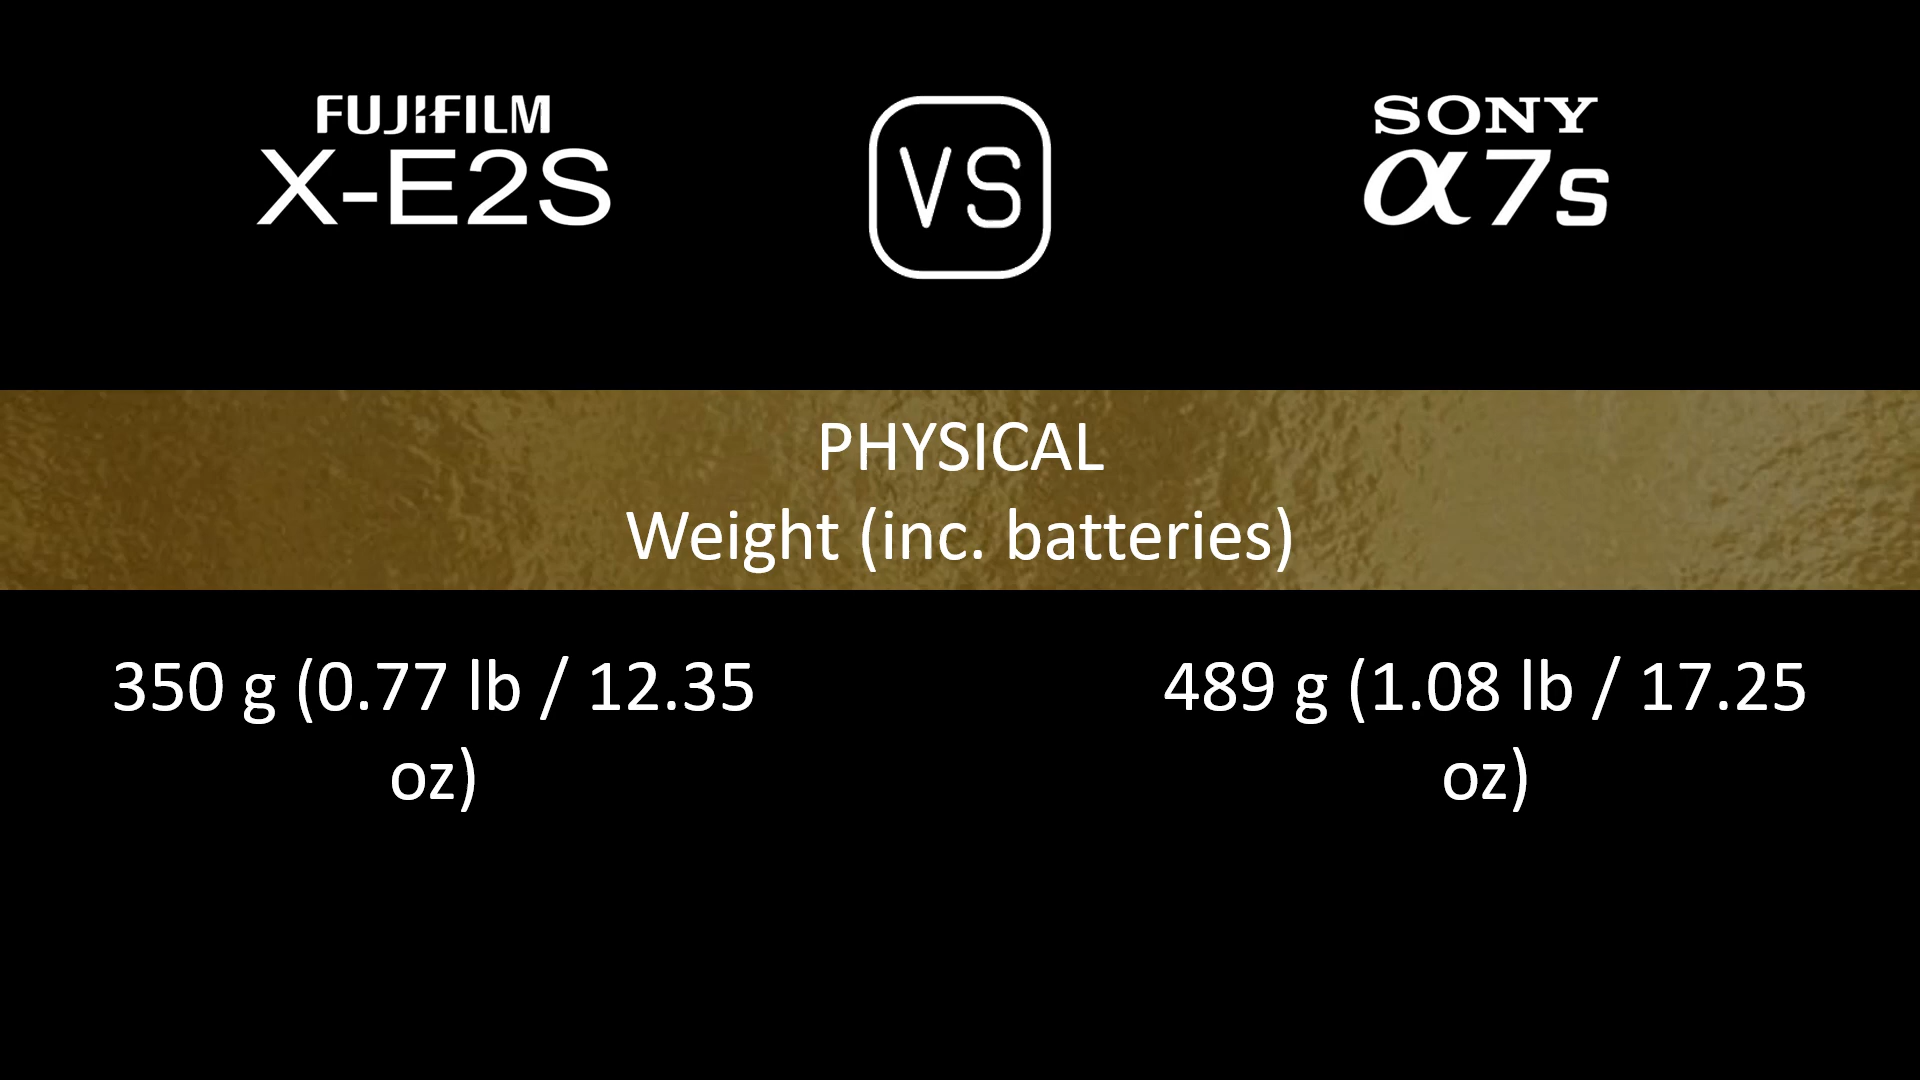 FUJIFILM
X-E2S
VS
SONY
α7s
PHYSICAL
Weight (inc. batteries)
350 g (0.77 lb / 12.35
oz)
489 g (1.08 lb / 17.25
oz)